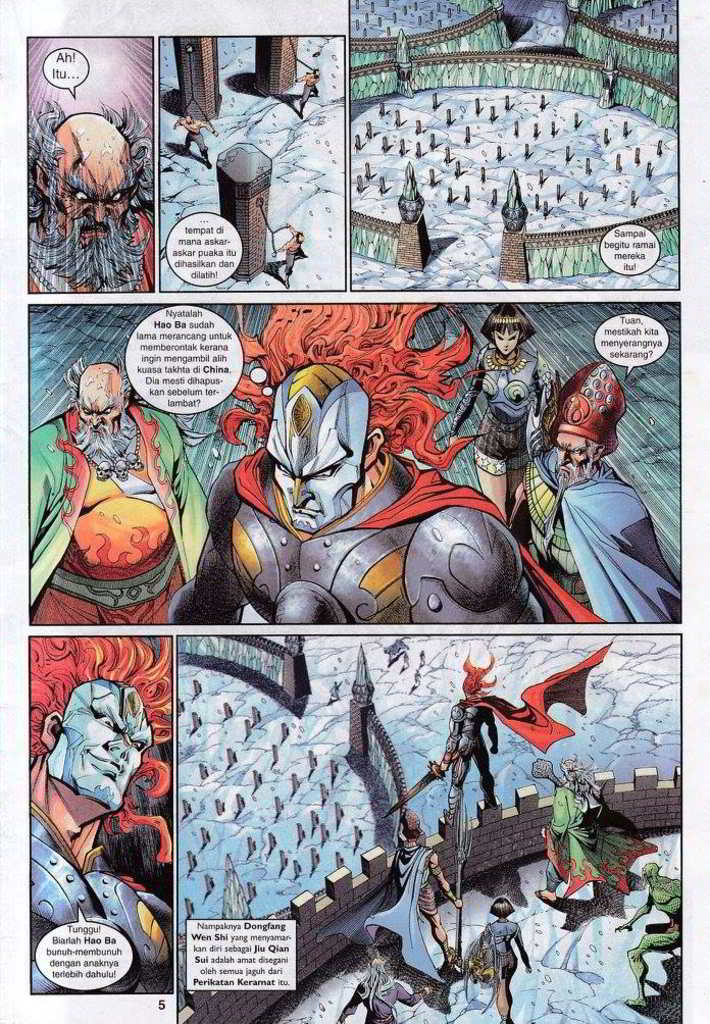 Ah!
Itu…
…
tempat di
mana askar-
askar puaka itu
dihasilkan dan
dilatih!
Sampai
begitu ramai
mereka
itu!
Nyatalah
Hao Ba sudah
lama merancang untuk
memberontak kerana
ingin mengambil alih
kuasa takhta di China.
Dia mesti dihapus-
kan sebelum ter-
lambat?
Tuan,
mestikah kita
menyerangnya
sekarang?
Tunggu!
Biarlah Hao Ba
bunuh-membunuh
dengan anaknya
terlebih dahulu!
Nampaknya Dongfang
Wen Shi yang menyamar-
kan diri sebagai Jiu Qian
Sui adalah amat disegani
oleh semua jaguh dari
Perikatan Keramat itu.
5